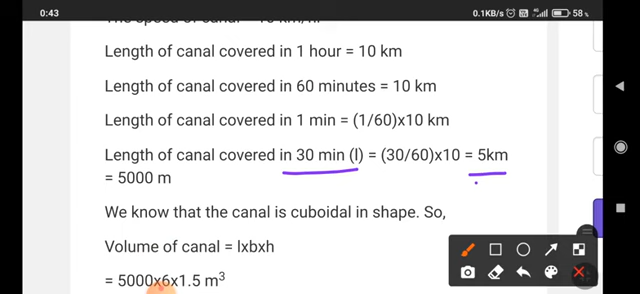 0:43 0.1KB/s 4G 58%
Length of canal covered in 1 hour = 10 km
Length of canal covered in 60 minutes = 10 km
Length of canal covered in 1 min = (1/60)x10 km
Length of canal covered in 30 min (l) = (30/60)x10 = 5km
= 5000 m
We know that the canal is cuboidal in shape. So,
Volume of canal = lxbxh
= 5000x6x1.5 m³